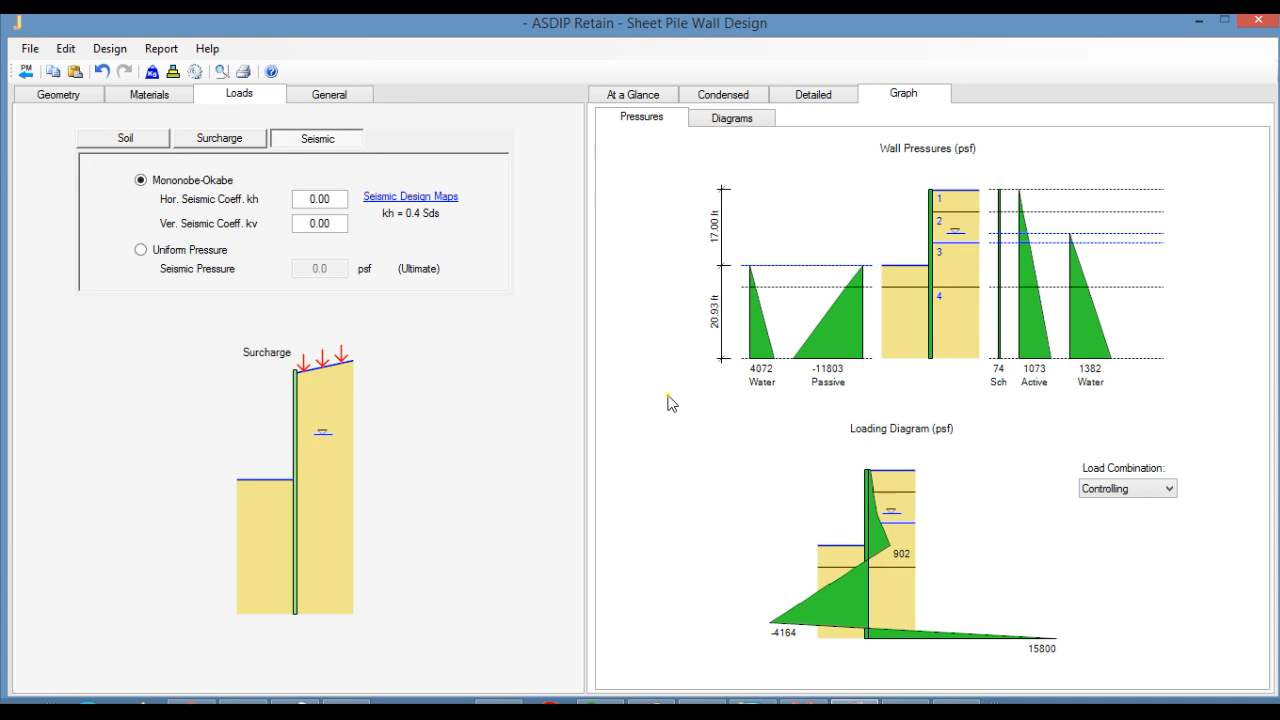 - ASDIP Retain - Sheet Pile Wall Design
File Edit Design Report Help
PM
Geometry Materials Loads General
At a Glance Condensed Detailed Graph
Soil Surcharge Seismic
Pressures Diagrams
Mononobe-Okabe
Hor. Seismic Coeff. kh 0.00 Seismic Design Maps
kh = 0.4 Sds
Ver. Seismic Coeff. kv 0.00
Uniform Pressure
Seismic Pressure 0.0 psf (Ultimate)
Surcharge
Wall Pressures (psf)
17.00 ft
20.93 ft
1
2
3
4
4072 -11803 74 1073 1382
Water Passive Sch Active Water
Loading Diagram (psf)
Load Combination:
Controlling
902
-4164
15800